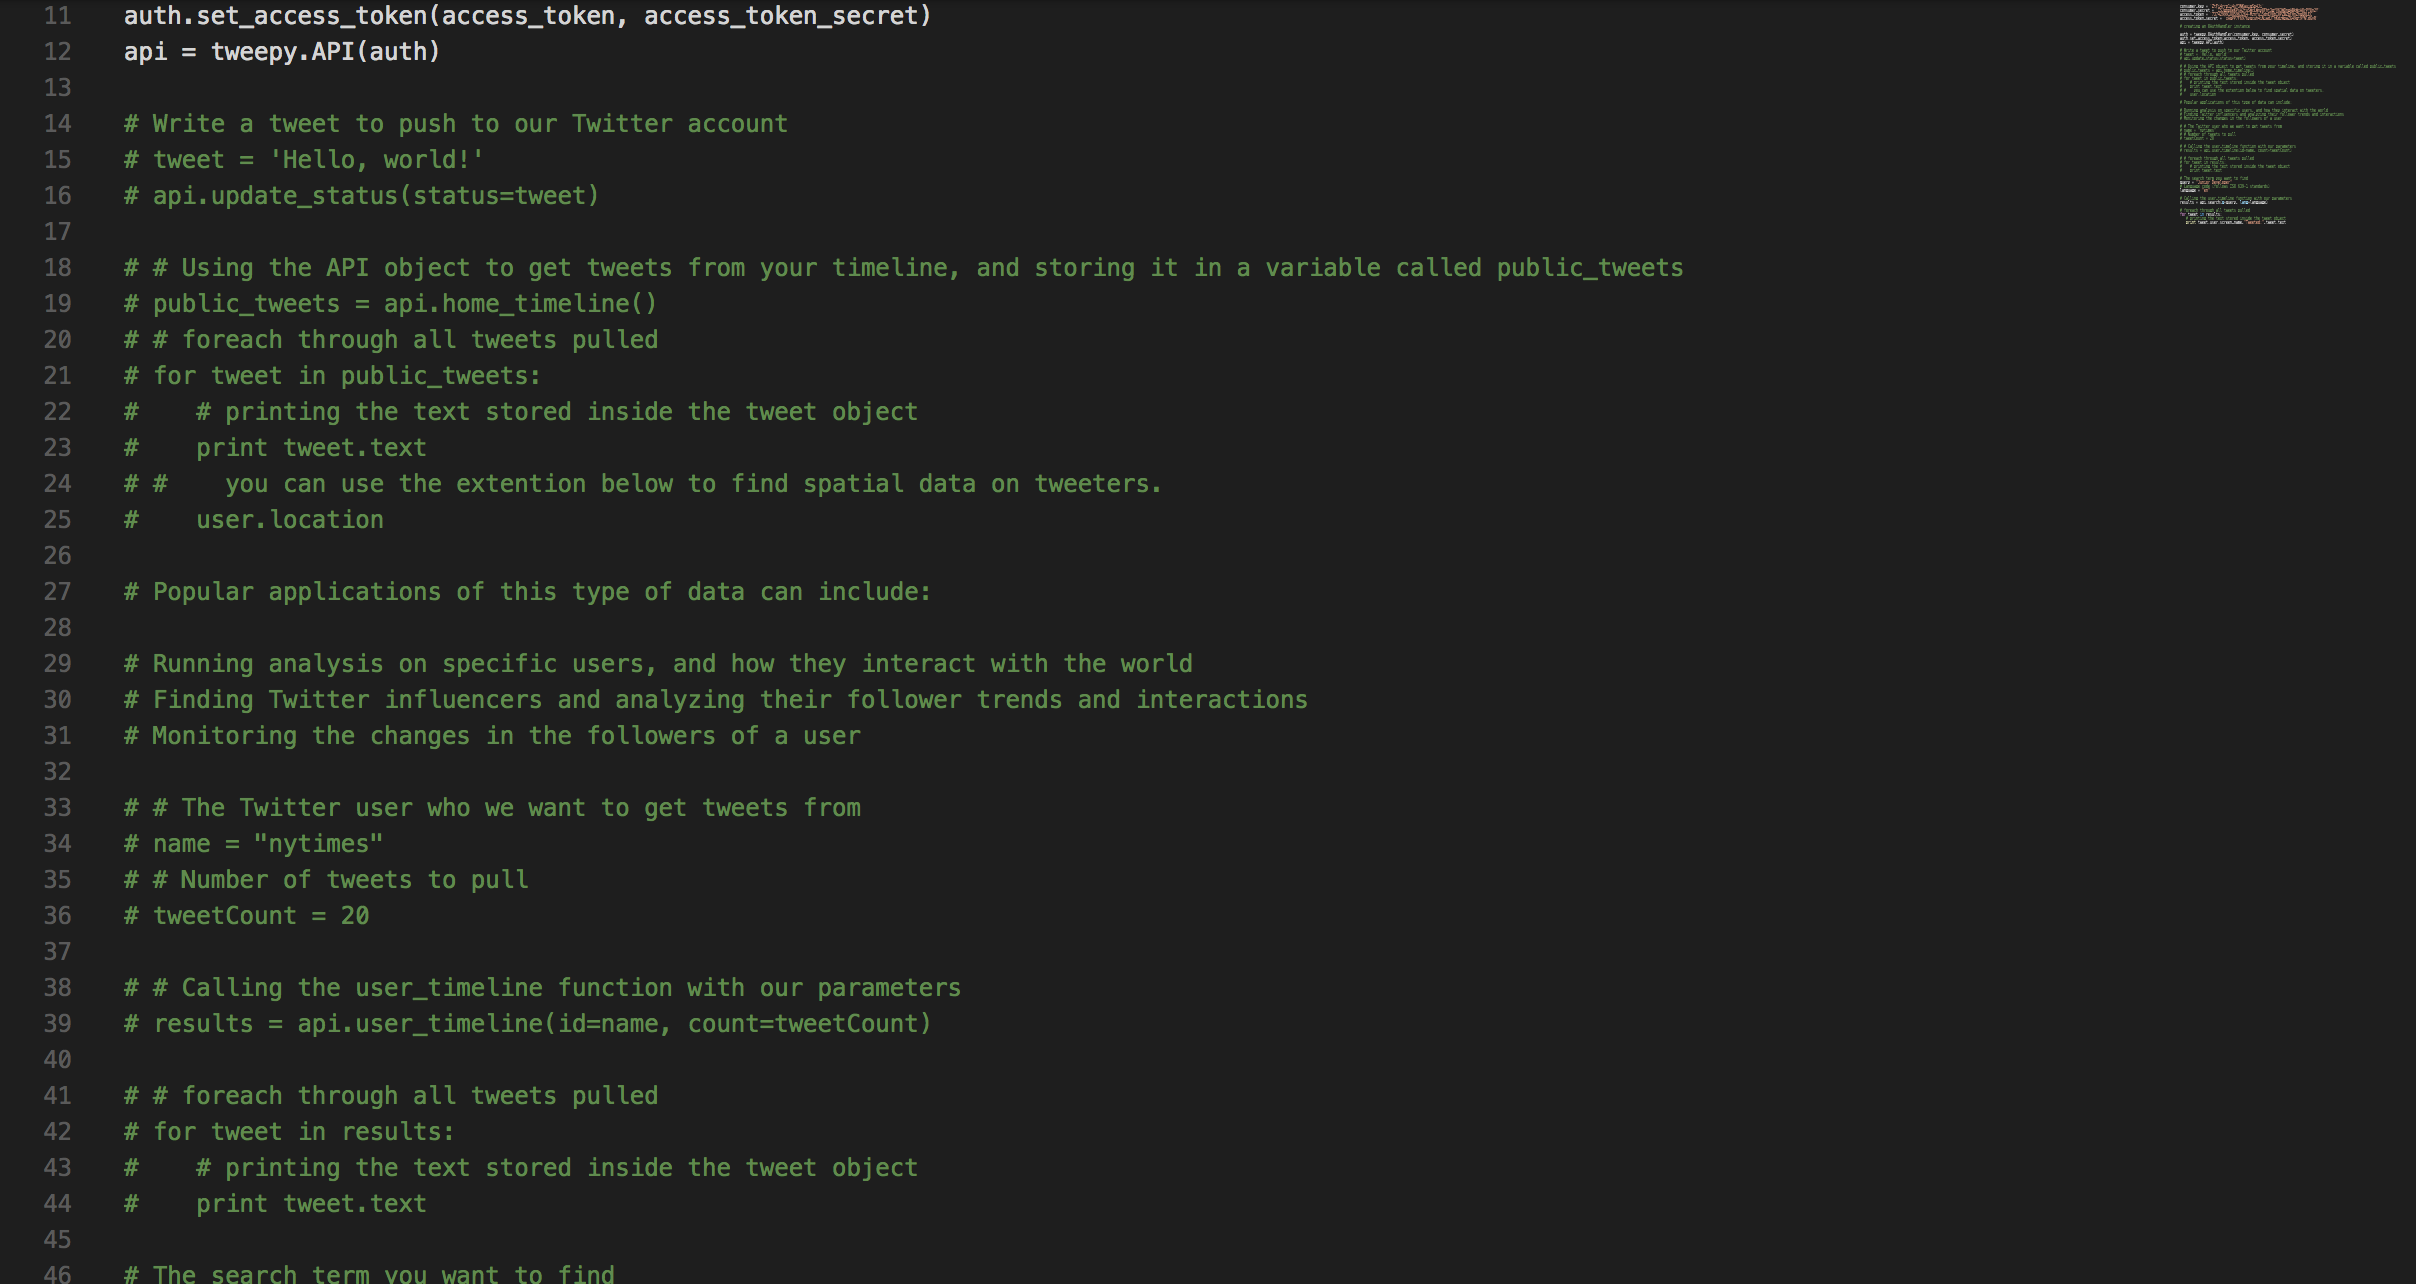 11 auth.set_access_token(access_token, access_token_secret)
12 api = tweepy.API(auth)
13
14 # Write a tweet to push to our Twitter account
15 # tweet = 'Hello, world!'
16 # api.update_status(status=tweet)
17
18 # # Using the API object to get tweets from your timeline, and storing it in a variable called public_tweets
19 # public_tweets = api.home_timeline()
20 # # foreach through all tweets pulled
21 # for tweet in public_tweets:
22 #    # printing the text stored inside the tweet object
23 #    print tweet.text
24 # #    you can use the extention below to find spatial data on tweeters.
25 #    user.location
26
27 # Popular applications of this type of data can include:
28
29 # Running analysis on specific users, and how they interact with the world
30 # Finding Twitter influencers and analyzing their follower trends and interactions
31 # Monitoring the changes in the followers of a user
32
33 # # The Twitter user who we want to get tweets from
34 # name = "nytimes"
35 # # Number of tweets to pull
36 # tweetCount = 20
37
38 # # Calling the user_timeline function with our parameters
39 # results = api.user_timeline(id=name, count=tweetCount)
40
41 # # foreach through all tweets pulled
42 # for tweet in results:
43 #    # printing the text stored inside the tweet object
44 #    print tweet.text
45
46 # The search term you want to find